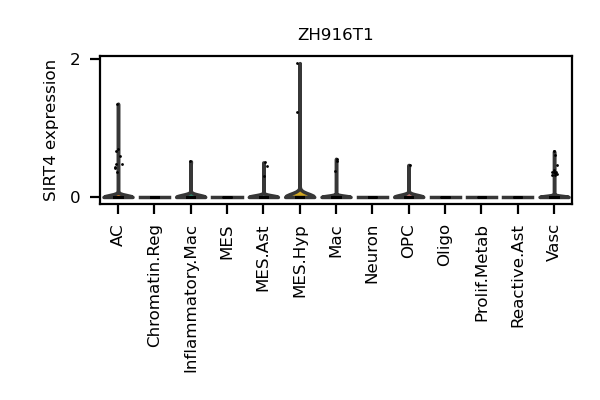 ZH916T1
SIRT4 expression
2
0
AC
Chromatin.Reg
Inflammatory.Mac
MES
MES.Ast
MES.Hyp
Mac
Neuron
OPC
Oligo
Prolif.Metab
Reactive.Ast
Vasc